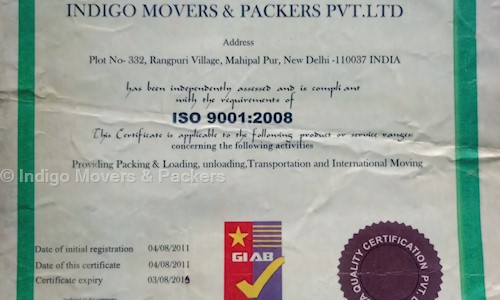 INDIGO MOVERS & PACKERS PVT.LTD
Address
Plot No- 332, Rangpuri Village, Mahipal Pur, New Delhi -110037 INDIA
has been independently assessed and is compliant
with the requirements of
ISO 9001:2008
This Certificate is applicable to the following product or service ranges
concerning the following activities
Providing Packing & Loading, unloading,Transportation and International Moving
© Indigo Movers & Packers
Date of initial registration 04/08/2011
Date of this certificate 04/08/2011
Certificate expiry 03/08/201
GIAB
QUALITY CERTIFICATION PVT.